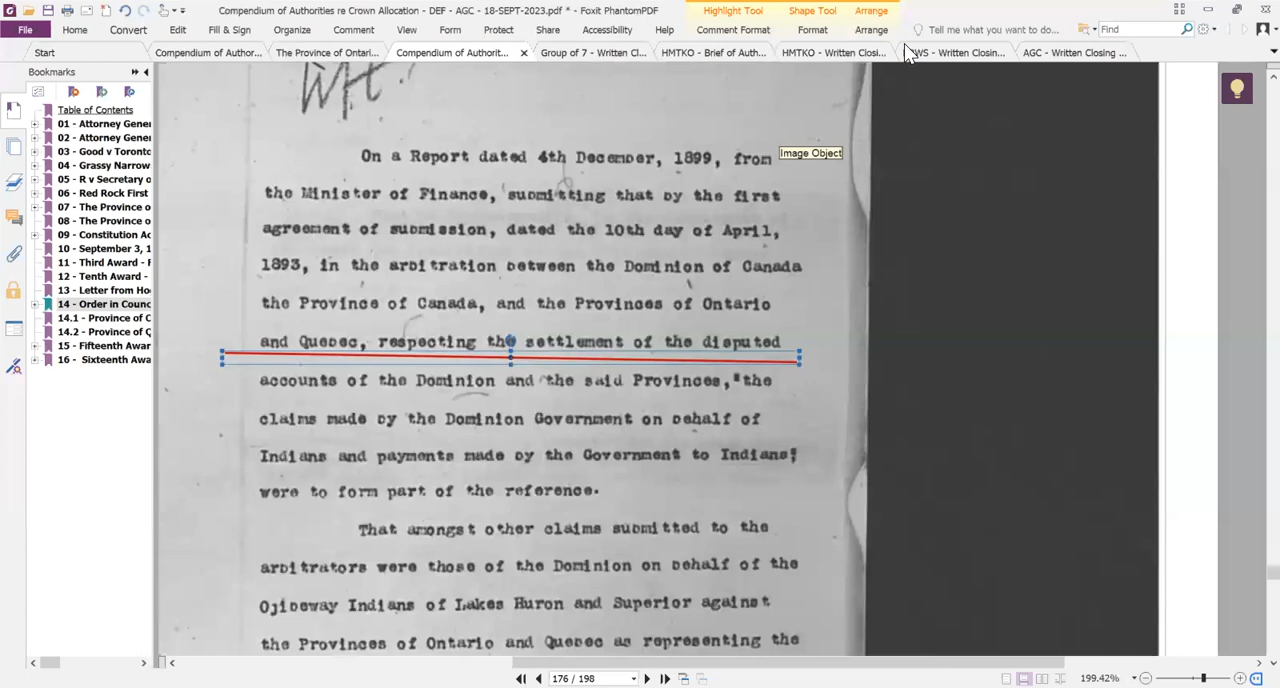 Compendium of Authorities re Crown Allocation - DEF - AGC - 18-SEPT-2023.pdf * - Foxit PhantomPDF
Highlight Tool Shape Tool Arrange
File Home Convert Edit Fill & Sign Organize Comment View Form Protect Share Accessibility Help Comment Format Format Arrange Tell me what you want to do... Find
Start Compendium of Author... The Province of Ontari... Compendium of Authorit... Group of 7 - Written Cl... HMTKO - Brief of Auth... HMTKO - Written Closi... WS - Written Closin... AGC - Written Closing ...
Bookmarks
Table of Contents
01 - Attorney Gener
02 - Attorney Gener
03 - Good v Toronto
04 - Grassy Narrow
05 - R v Secretary o
06 - Red Rock First
07 - The Province o
08 - The Province o
09 - Constitution Ac
10 - September 3, 1
11 - Third Award - F
12 - Tenth Award -
13 - Letter from Ho
14 - Order in Counc
14.1 - Province of C
14.2 - Province of Q
15 - Fifteenth Awar
16 - Sixteenth Awa
On a Report dated 4th December, 1899, from
Image Object
the Minister of Finance, submitting that by the first
agreement of submission, dated the 10th day of April,
1893, in the arbitration between the Dominion of Canada
the Province of Canada, and the Provinces of Ontario
and Quebec, respecting the settlement of the disputed
accounts of the Dominion and the said Provinces, "the
claims made by the Dominion Government on behalf of
Indians and payments made by the Government to Indians"
were to form part of the reference.
That amongst other claims submitted to the
arbitrators were those of the Dominion on behalf of the
Ojibeway Indians of Lakes Huron and Superior against
the Provinces of Ontario and Quebec as representing the
176 / 198
199.42%